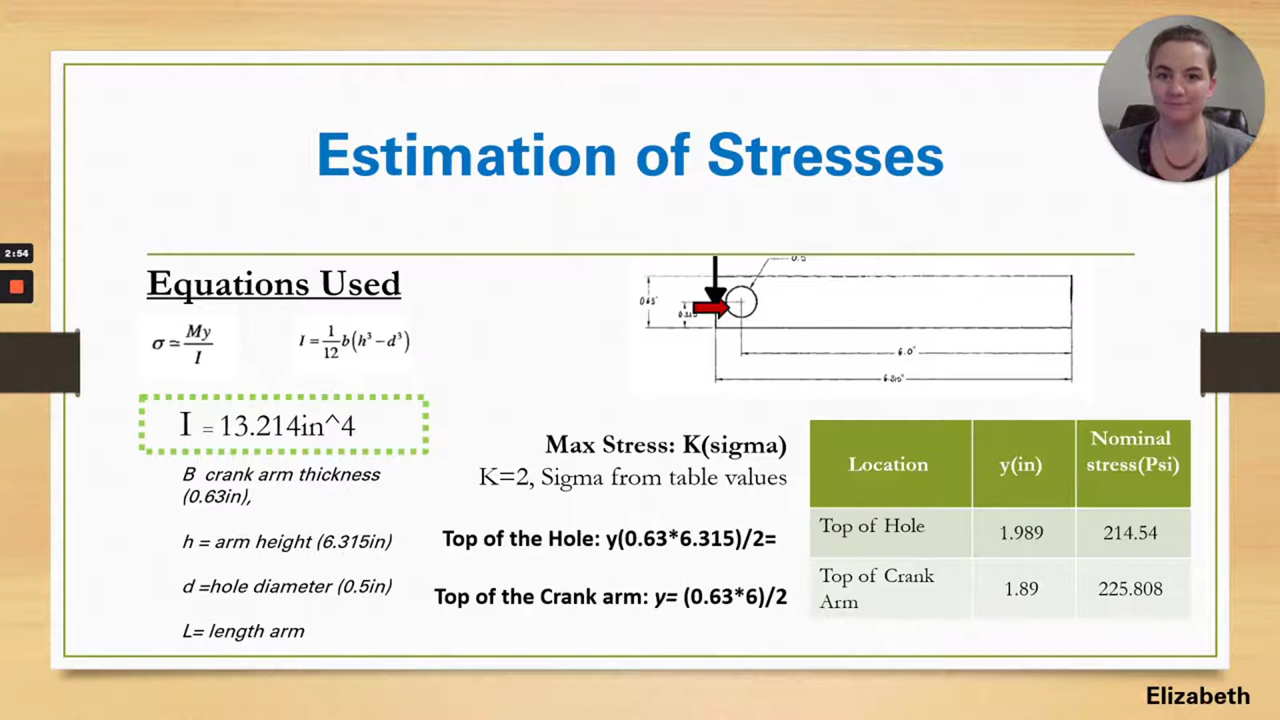 Estimation of Stresses
2:54
Equations Used
σ ≃ My/I
I = 1/12 b(h³ − d³)
I = 13.214in^4
B crank arm thickness
(0.63in),
h = arm height (6.315in)
d =hole diameter (0.5in)
L= length arm
6.0"
Max Stress: K(sigma)
K=2, Sigma from table values
Top of the Hole: y(0.63*6.315)/2=
Top of the Crank arm: y= (0.63*6)/2
Location y(in) Nominal
stress(Psi)
Top of Hole 1.989 214.54
Top of Crank
Arm 1.89 225.808
Elizabeth